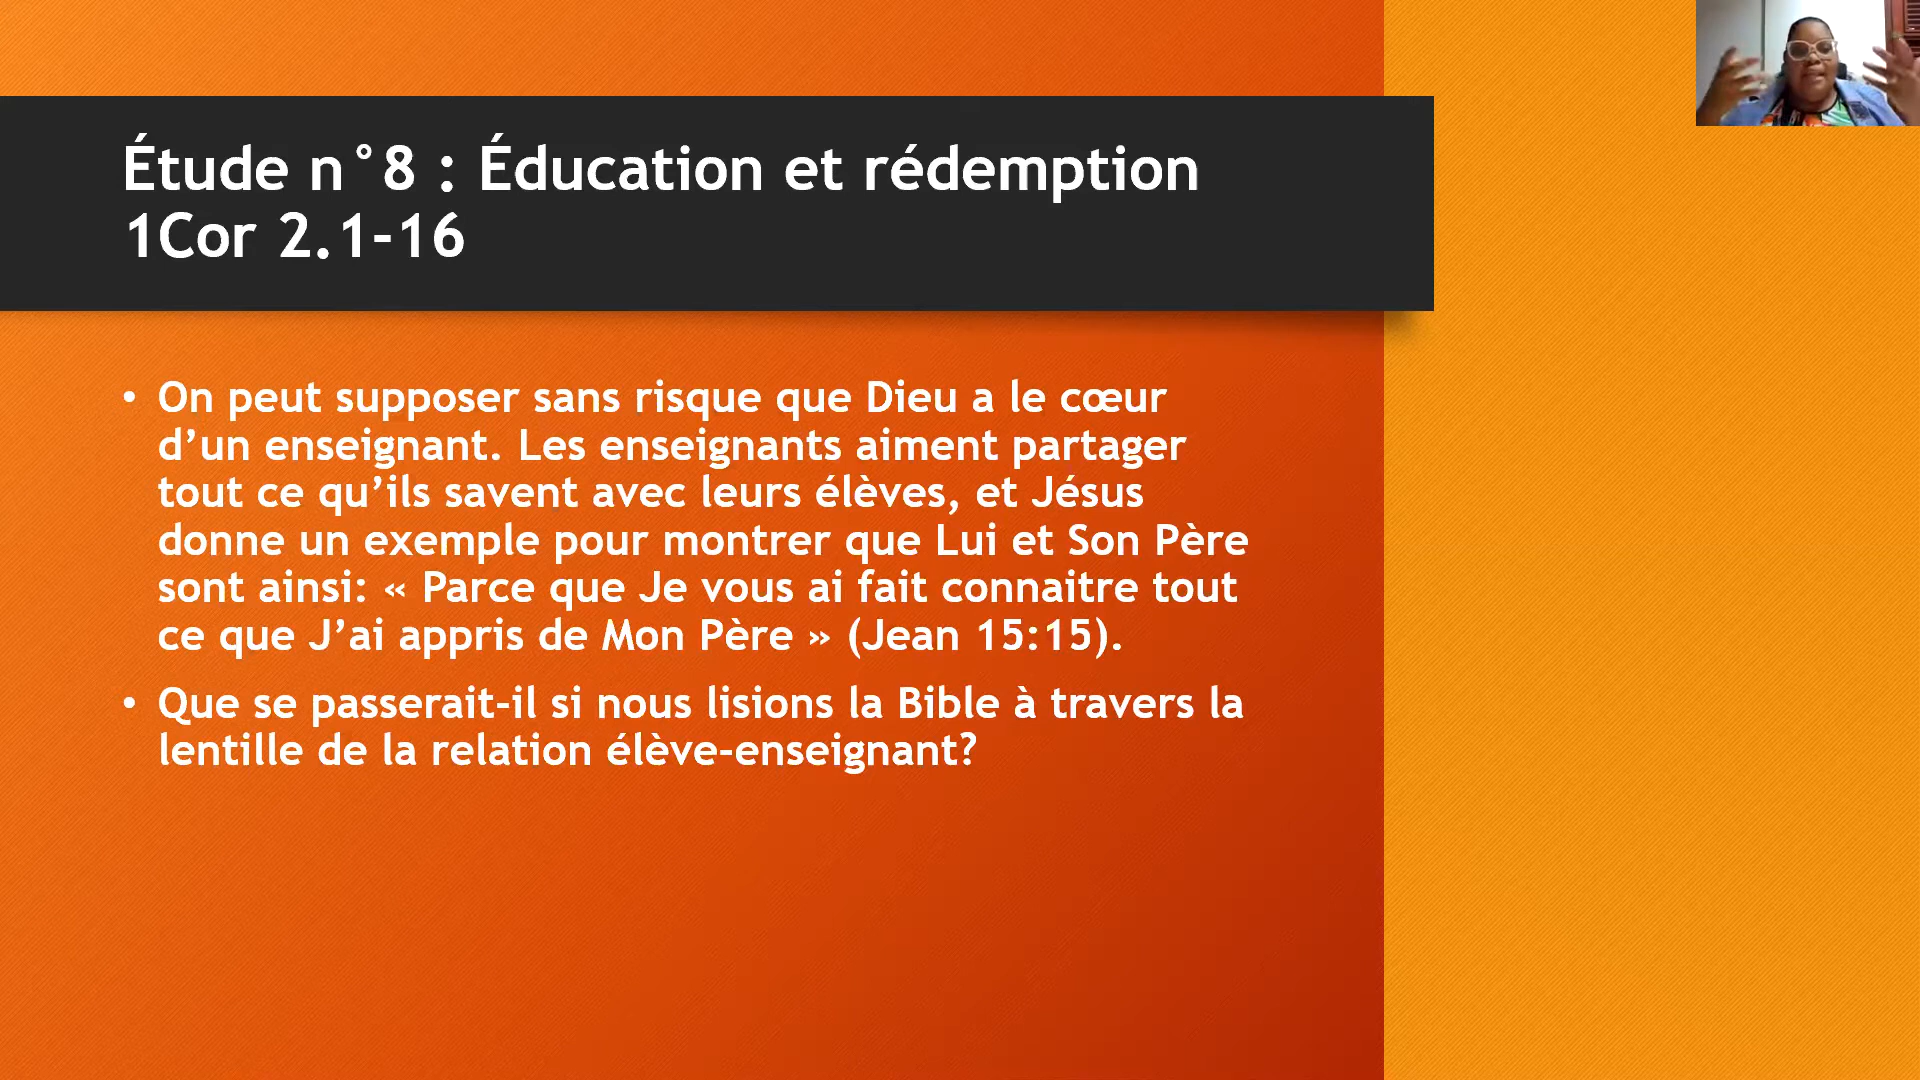 Étude n°8 : Éducation et rédemption
1Cor 2.1-16
• On peut supposer sans risque que Dieu a le cœur
d’un enseignant. Les enseignants aiment partager
tout ce qu’ils savent avec leurs élèves, et Jésus
donne un exemple pour montrer que Lui et Son Père
sont ainsi: « Parce que Je vous ai fait connaitre tout
ce que J’ai appris de Mon Père » (Jean 15:15).
• Que se passerait-il si nous lisions la Bible à travers la
lentille de la relation élève-enseignant?